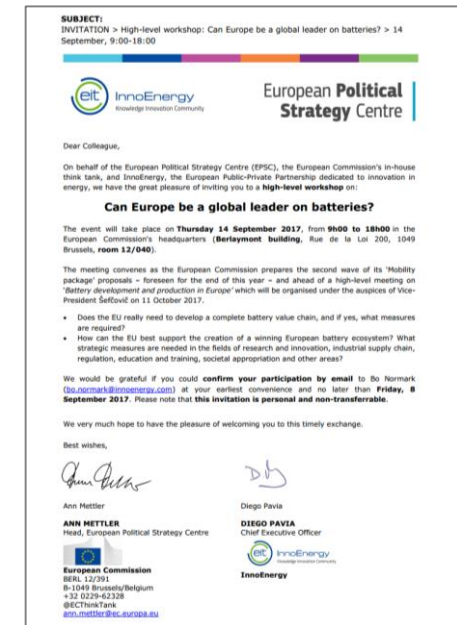 SUBJECT:
INVITATION > High-level workshop: Can Europe be a global leader on batteries? > 14
September, 9:00-18:00
eit InnoEnergy
Knowledge Innovation Community
European Political
Strategy Centre
Dear Colleague,
On behalf of the European Political Strategy Centre (EPSC), the European Commission's in-house
think tank, and InnoEnergy, the European Public-Private Partnership dedicated to innovation in
energy, we have the great pleasure of inviting you to a high-level workshop on:
Can Europe be a global leader on batteries?
The event will take place on Thursday 14 September 2017, from 9h00 to 18h00 in the
European Commission's headquarters (Berlaymont building, Rue de la Loi 200, 1049
Brussels, room 12/040).
The meeting convenes as the European Commission prepares the second wave of its 'Mobility
package' proposals – foreseen for the end of this year – and ahead of a high-level meeting on
'Battery development and production in Europe' which will be organised under the auspices of Vice-
President Šefčovič on 11 October 2017.
• Does the EU really need to develop a complete battery value chain, and if yes, what measures
are required?
• How can the EU best support the creation of a winning European battery ecosystem? What
strategic measures are needed in the fields of research and innovation, industrial supply chain,
regulation, education and training, societal appropriation and other areas?
We would be grateful if you could confirm your participation by email to Bo Normark
(bo.normark@innoenergy.com) at your earliest convenience and no later than Friday, 8
September 2017. Please note that this invitation is personal and non-transferrable.
We very much hope to have the pleasure of welcoming you to this timely exchange.
Best wishes,
Ann Mettler
Diego Pavia
ANN METTLER
Head, European Political Strategy Centre
DIEGO PAVIA
Chief Executive Officer
eit InnoEnergy
Knowledge Innovation Community
InnoEnergy
European Commission
BERL 12/391
B-1049 Brussels/Belgium
+32 0229-62328
@ECThinkTank
ann.mettler@ec.europa.eu